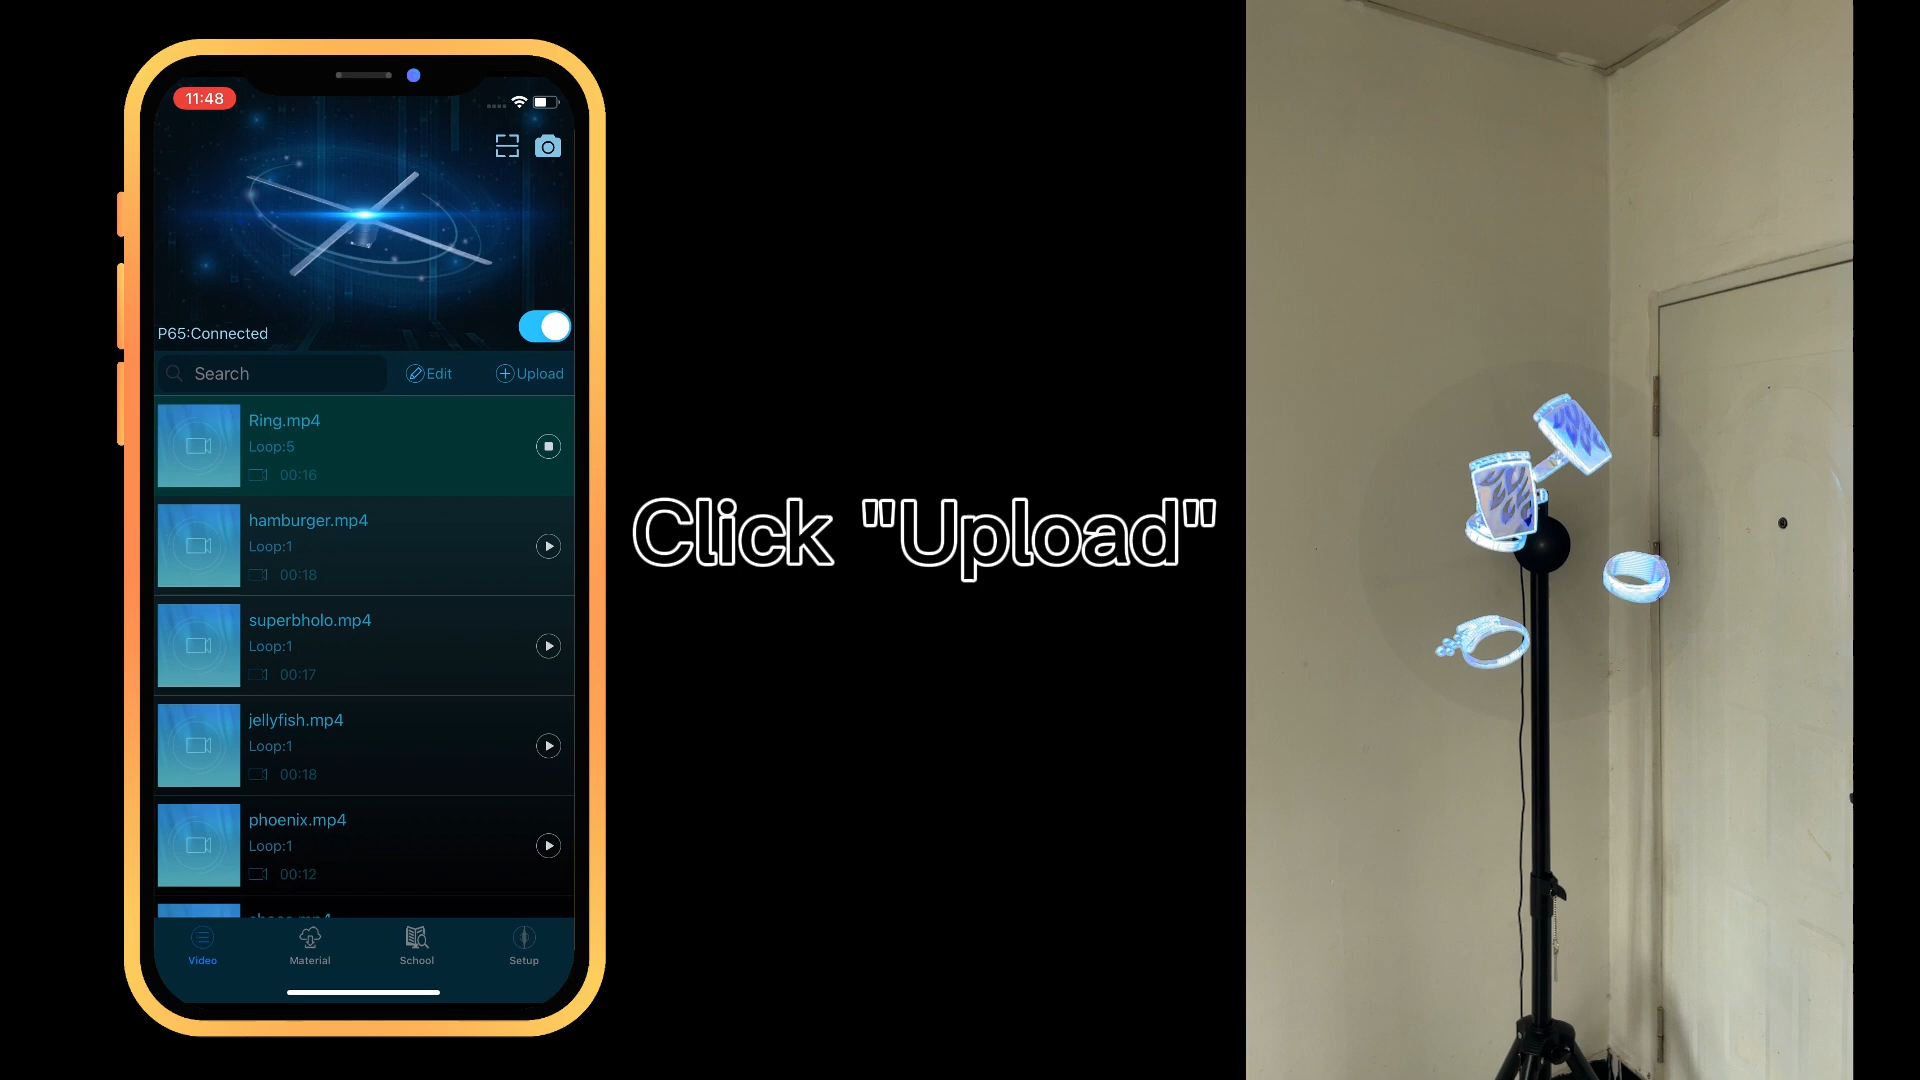 11:48
P65:Connected
Search
Edit
Upload
Ring.mp4
Loop:5
00:16
hamburger.mp4
Loop:1
00:18
superbholo.mp4
Loop:1
00:17
jellyfish.mp4
Loop:1
00:18
phoenix.mp4
Loop:1
00:12
Video
Material
School
Setup
Click "Upload"